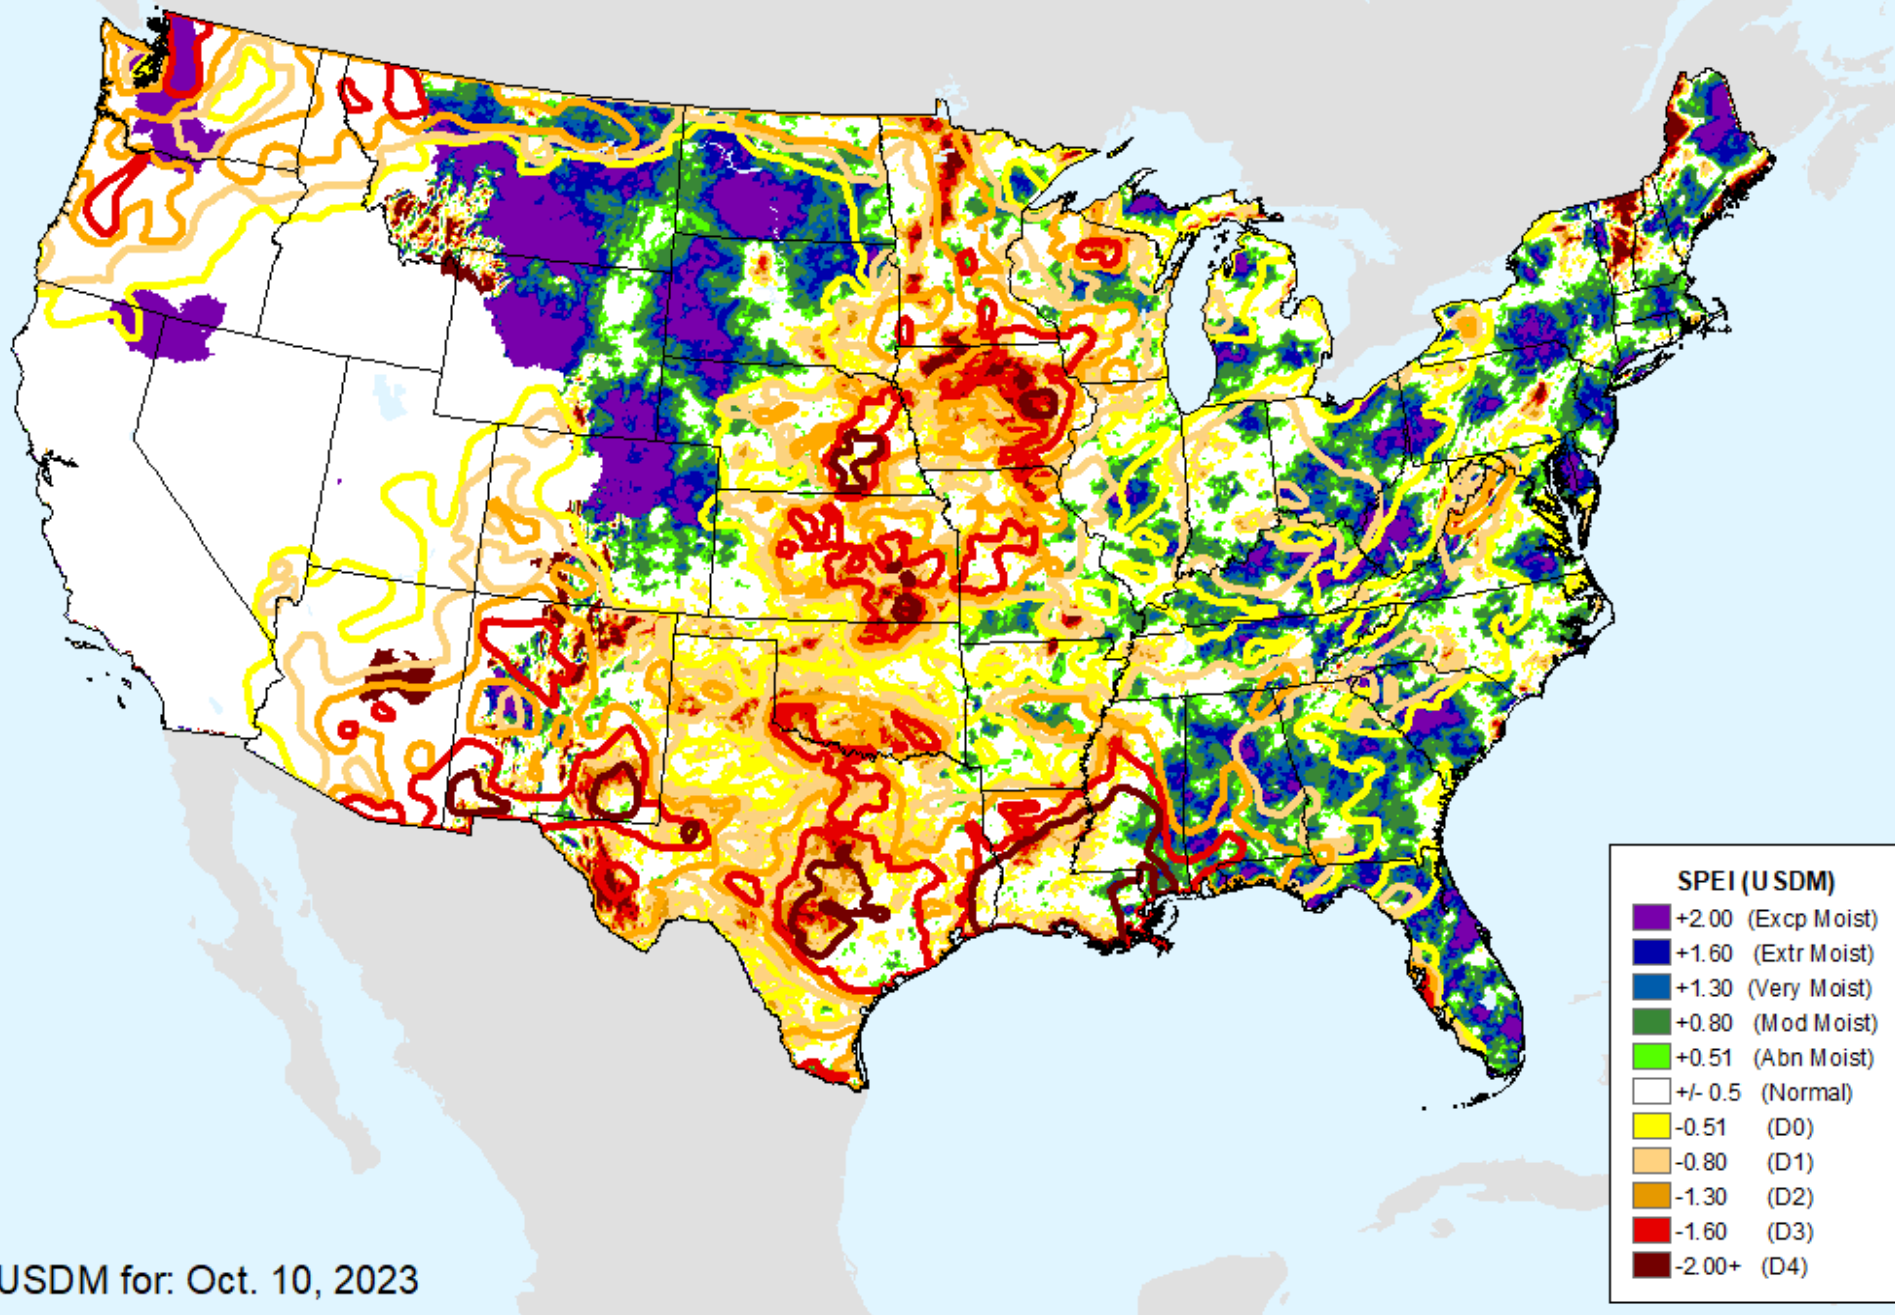 SPEI (USDM)
+2.00 (Excp Moist)
+1.60 (Extr Moist)
+1.30 (Very Moist)
+0.80 (Mod Moist)
+0.51 (Abn Moist)
+/- 0.5 (Normal)
-0.51 (D0)
-0.80 (D1)
-1.30 (D2)
-1.60 (D3)
-2.00+ (D4)
USDM for: Oct. 10, 2023